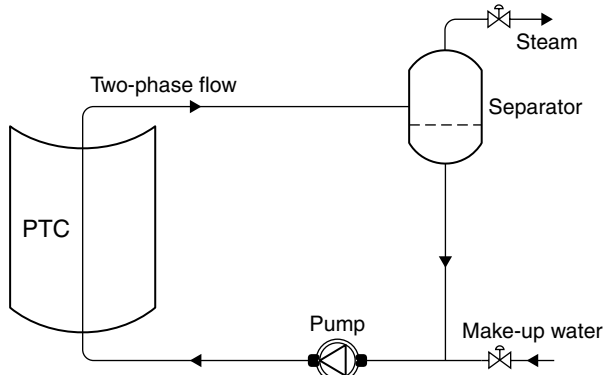 Steam
Two-phase flow
Separator
PTC
Pump
Make-up water